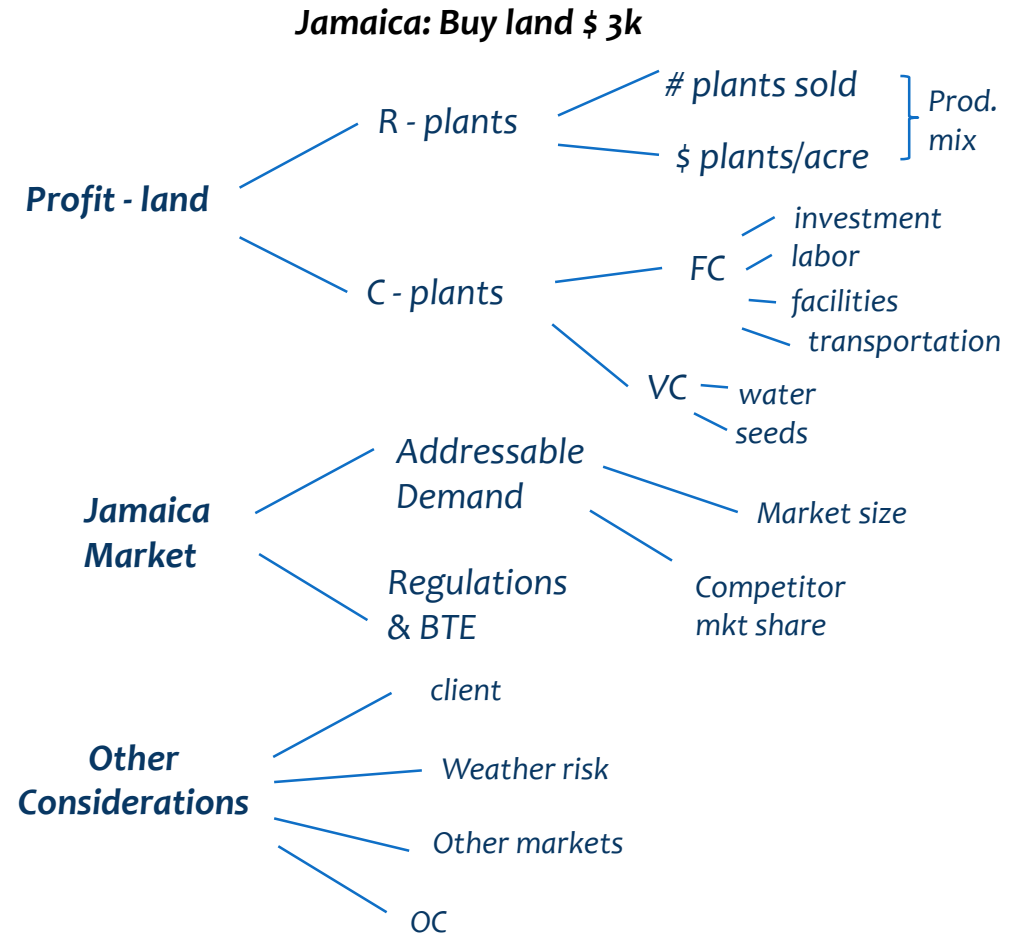 Jamaica: Buy land $ 3k
Profit - land
R - plants
# plants sold
$ plants/acre
Prod.
mix
C - plants
FC
investment
labor
facilities
transportation
VC
water
seeds
Jamaica
Market
Addressable
Demand
Market size
Competitor
mkt share
Regulations
& BTE
Other
Considerations
client
Weather risk
Other markets
OC